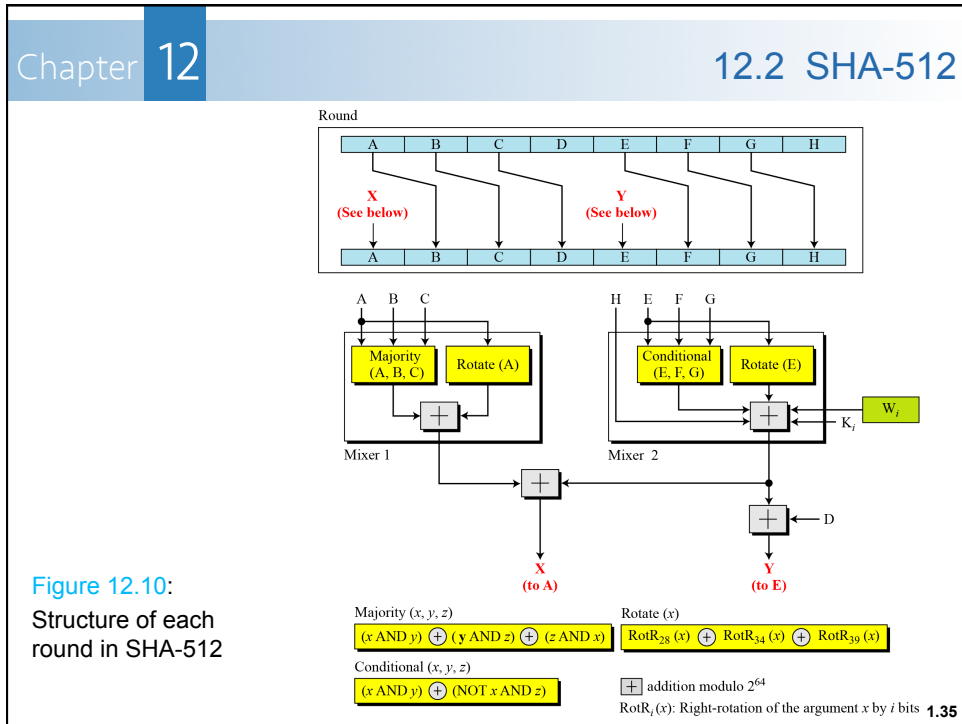 Chapter 12
12.2 SHA-512
Round
A B C D E F G H
X
(See below)
Y
(See below)
A B C D E F G H
A B C
H E F G
Majority
(A, B, C)
Rotate (A)
Conditional
(E, F, G)
Rotate (E)
+
+
Wi
Ki
Mixer 1
Mixer 2
+
+
D
X
(to A)
Y
(to E)
Figure 12.10:
Structure of each
round in SHA-512
Majority (x, y, z)
(x AND y) ⊕ (y AND z) ⊕ (z AND x)
Rotate (x)
RotR₂₈ (x) ⊕ RotR₃₄ (x) ⊕ RotR₃₉ (x)
Conditional (x, y, z)
(x AND y) ⊕ (NOT x AND z)
+ addition modulo 2⁶⁴
RotRᵢ (x): Right-rotation of the argument x by i bits
1.35